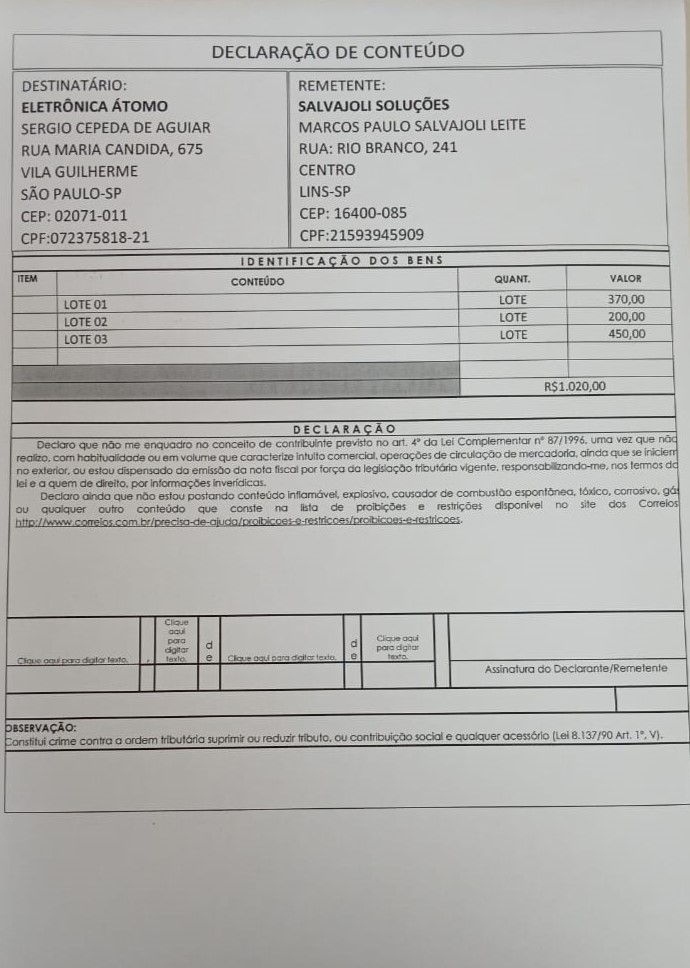 DECLARAÇÃO DE CONTEÚDO
DESTINATÁRIO:
ELETRÔNICA ÁTOMO
SERGIO CEPEDA DE AGUIAR
RUA MARIA CANDIDA, 675
VILA GUILHERME
SÃO PAULO-SP
CEP: 02071-011
CPF:072375818-21
REMETENTE:
SALVAJOLI SOLUÇÕES
MARCOS PAULO SALVAJOLI LEITE
RUA: RIO BRANCO, 241
CENTRO
LINS-SP
CEP: 16400-085
CPF:21593945909
IDENTIFICAÇÃO DOS BENS
ITEM CONTEÚDO QUANT. VALOR
LOTE 01 LOTE 370,00
LOTE 02 LOTE 200,00
LOTE 03 LOTE 450,00
R$1.020,00
DECLARAÇÃO
Declaro que não me enquadro no conceito de contribuinte previsto no art. 4º da Lei Complementar nº 87/1996, uma vez que não
realizo, com habitualidade ou em volume que caracterize intuito comercial, operações de circulação de mercadoria, ainda que se iniciem
no exterior, ou estou dispensado da emissão da nota fiscal por força da legislação tributária vigente, responsabilizando-me, nos termos da
lei e a quem de direito, por informações inverídicas.
Declaro ainda que não estou postando conteúdo inflamável, explosivo, causador de combustão espontânea, tóxico, corrosivo, gás
ou qualquer outro conteúdo que conste na lista de proibições e restrições disponível no site dos Correios
http://www.correios.com.br/precisa-de-ajuda/proibicoes-e-restricoes/proibicoes-e-restricoes.
Clique aqui para digitar texto.
,
Clique
aqui
para
digitar
texto.
d
e
Clique aqui para digitar texto.
d
e
Clique aqui
para digitar
texto.
Assinatura do Declarante/Remetente
OBSERVAÇÃO:
Constitui crime contra a ordem tributária suprimir ou reduzir tributo, ou contribuição social e qualquer acessório (Lei 8.137/90 Art. 1º, V).